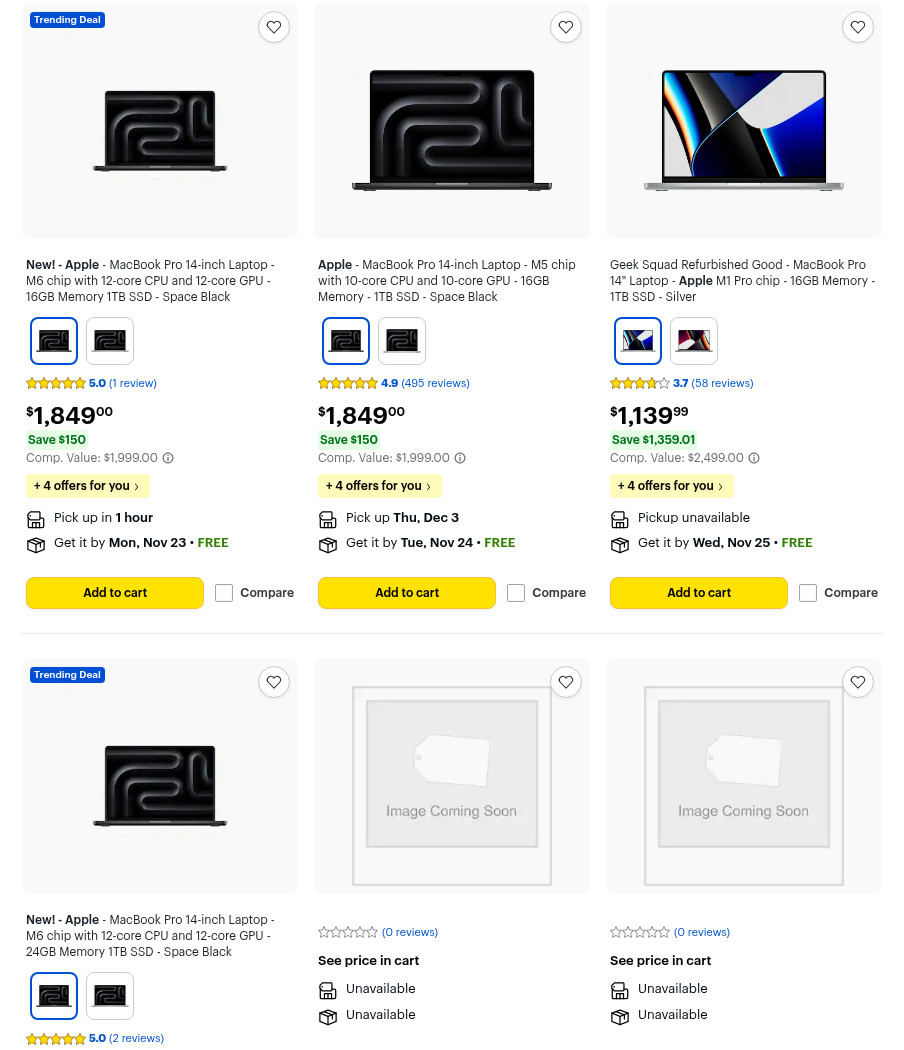 Trending Deal
New! - Apple - MacBook Pro 14-inch Laptop -
M6 chip with 12-core CPU and 12-core GPU -
16GB Memory 1TB SSD - Space Black
5.0 (1 review)
$1,849.00
Save $150
Comp. Value: $1,999.00
+ 4 offers for you
Pick up in 1 hour
Get it by Mon, Nov 23 • FREE
Add to cart
Compare
Apple - MacBook Pro 14-inch Laptop - M5 chip
with 10-core CPU and 10-core GPU - 16GB
Memory - 1TB SSD - Space Black
4.9 (495 reviews)
$1,849.00
Save $150
Comp. Value: $1,999.00
+ 4 offers for you
Pick up Thu, Dec 3
Get it by Tue, Nov 24 • FREE
Add to cart
Compare
Geek Squad Refurbished Good - MacBook Pro
14" Laptop - Apple M1 Pro chip - 16GB Memory -
1TB SSD - Silver
3.7 (58 reviews)
$1,139.99
Save $1,359.01
Comp. Value: $2,499.00
+ 4 offers for you
Pickup unavailable
Get it by Wed, Nov 25 • FREE
Add to cart
Compare
Trending Deal
New! - Apple - MacBook Pro 14-inch Laptop -
M6 chip with 12-core CPU and 12-core GPU -
24GB Memory 1TB SSD - Space Black
5.0 (2 reviews)
Image Coming Soon
(0 reviews)
See price in cart
Unavailable
Unavailable
Image Coming Soon
(0 reviews)
See price in cart
Unavailable
Unavailable